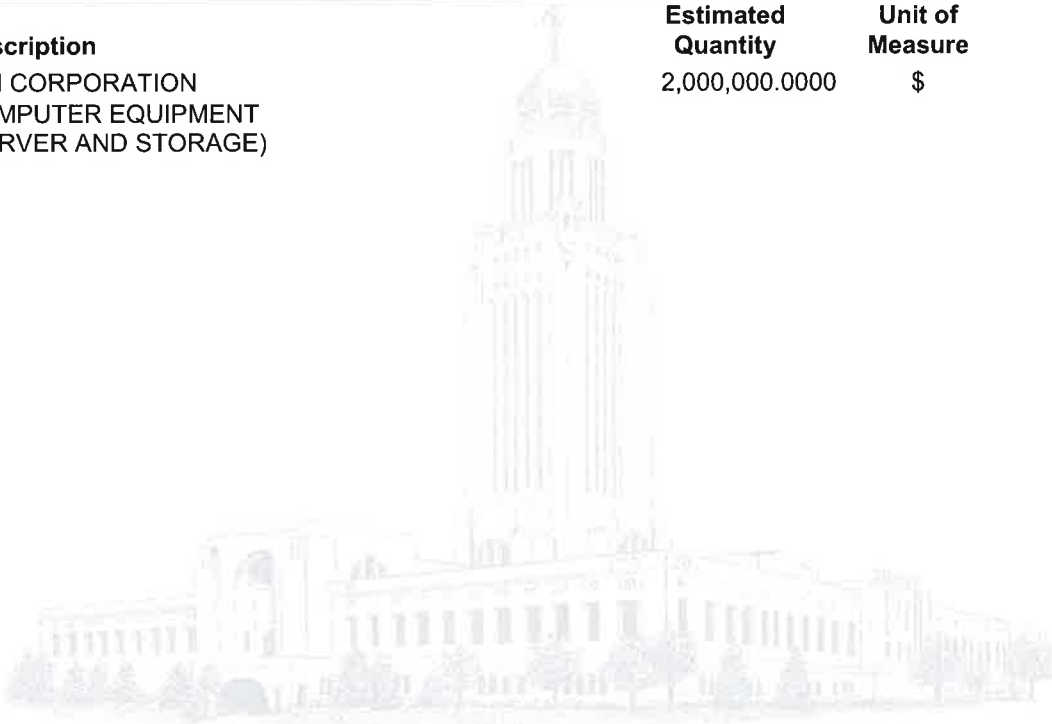 Estimated Unit of
scription Quantity Measure
CORPORATION 2,000,000.0000 $
MPUTER EQUIPMENT
RVER AND STORAGE)